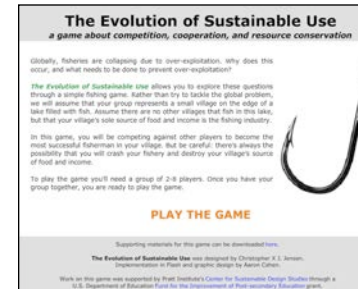 The Evolution of Sustainable Use
a game about competition, cooperation, and resource conservation
Globally, fisheries are collapsing due to over-exploitation. Why does this
occur, and what needs to be done to prevent over-exploitation?
The Evolution of Sustainable Use allows you to explore these questions
through a simple fishing game. Rather than try to tackle the global problem,
we will assume that your group represents a small village on the edge of a
lake filled with fish. Assume there are no other villages that fish in this lake,
but that your village's sole source of food and income is the fishing industry.
In this game, you will be competing against other players to become the
most successful fisherman in your village. But be careful: there's always the
possibility that you will crash your fishery and destroy your village's source
of food and income.
To play the game you'll need a group of 2-8 players. Once you have your
group together, you are ready to play the game.
PLAY THE GAME
Supporting materials for this game can be downloaded here.
The Evolution of Sustainable Use was designed by Christopher X J. Jensen.
Implementation in Flash and graphic design by Aaron Cohen.
Work on this game was supported by Pratt Institute's Center for Sustainable Design Studies through a
U.S. Department of Education Fund for the Improvement of Post-secondary Education grant.